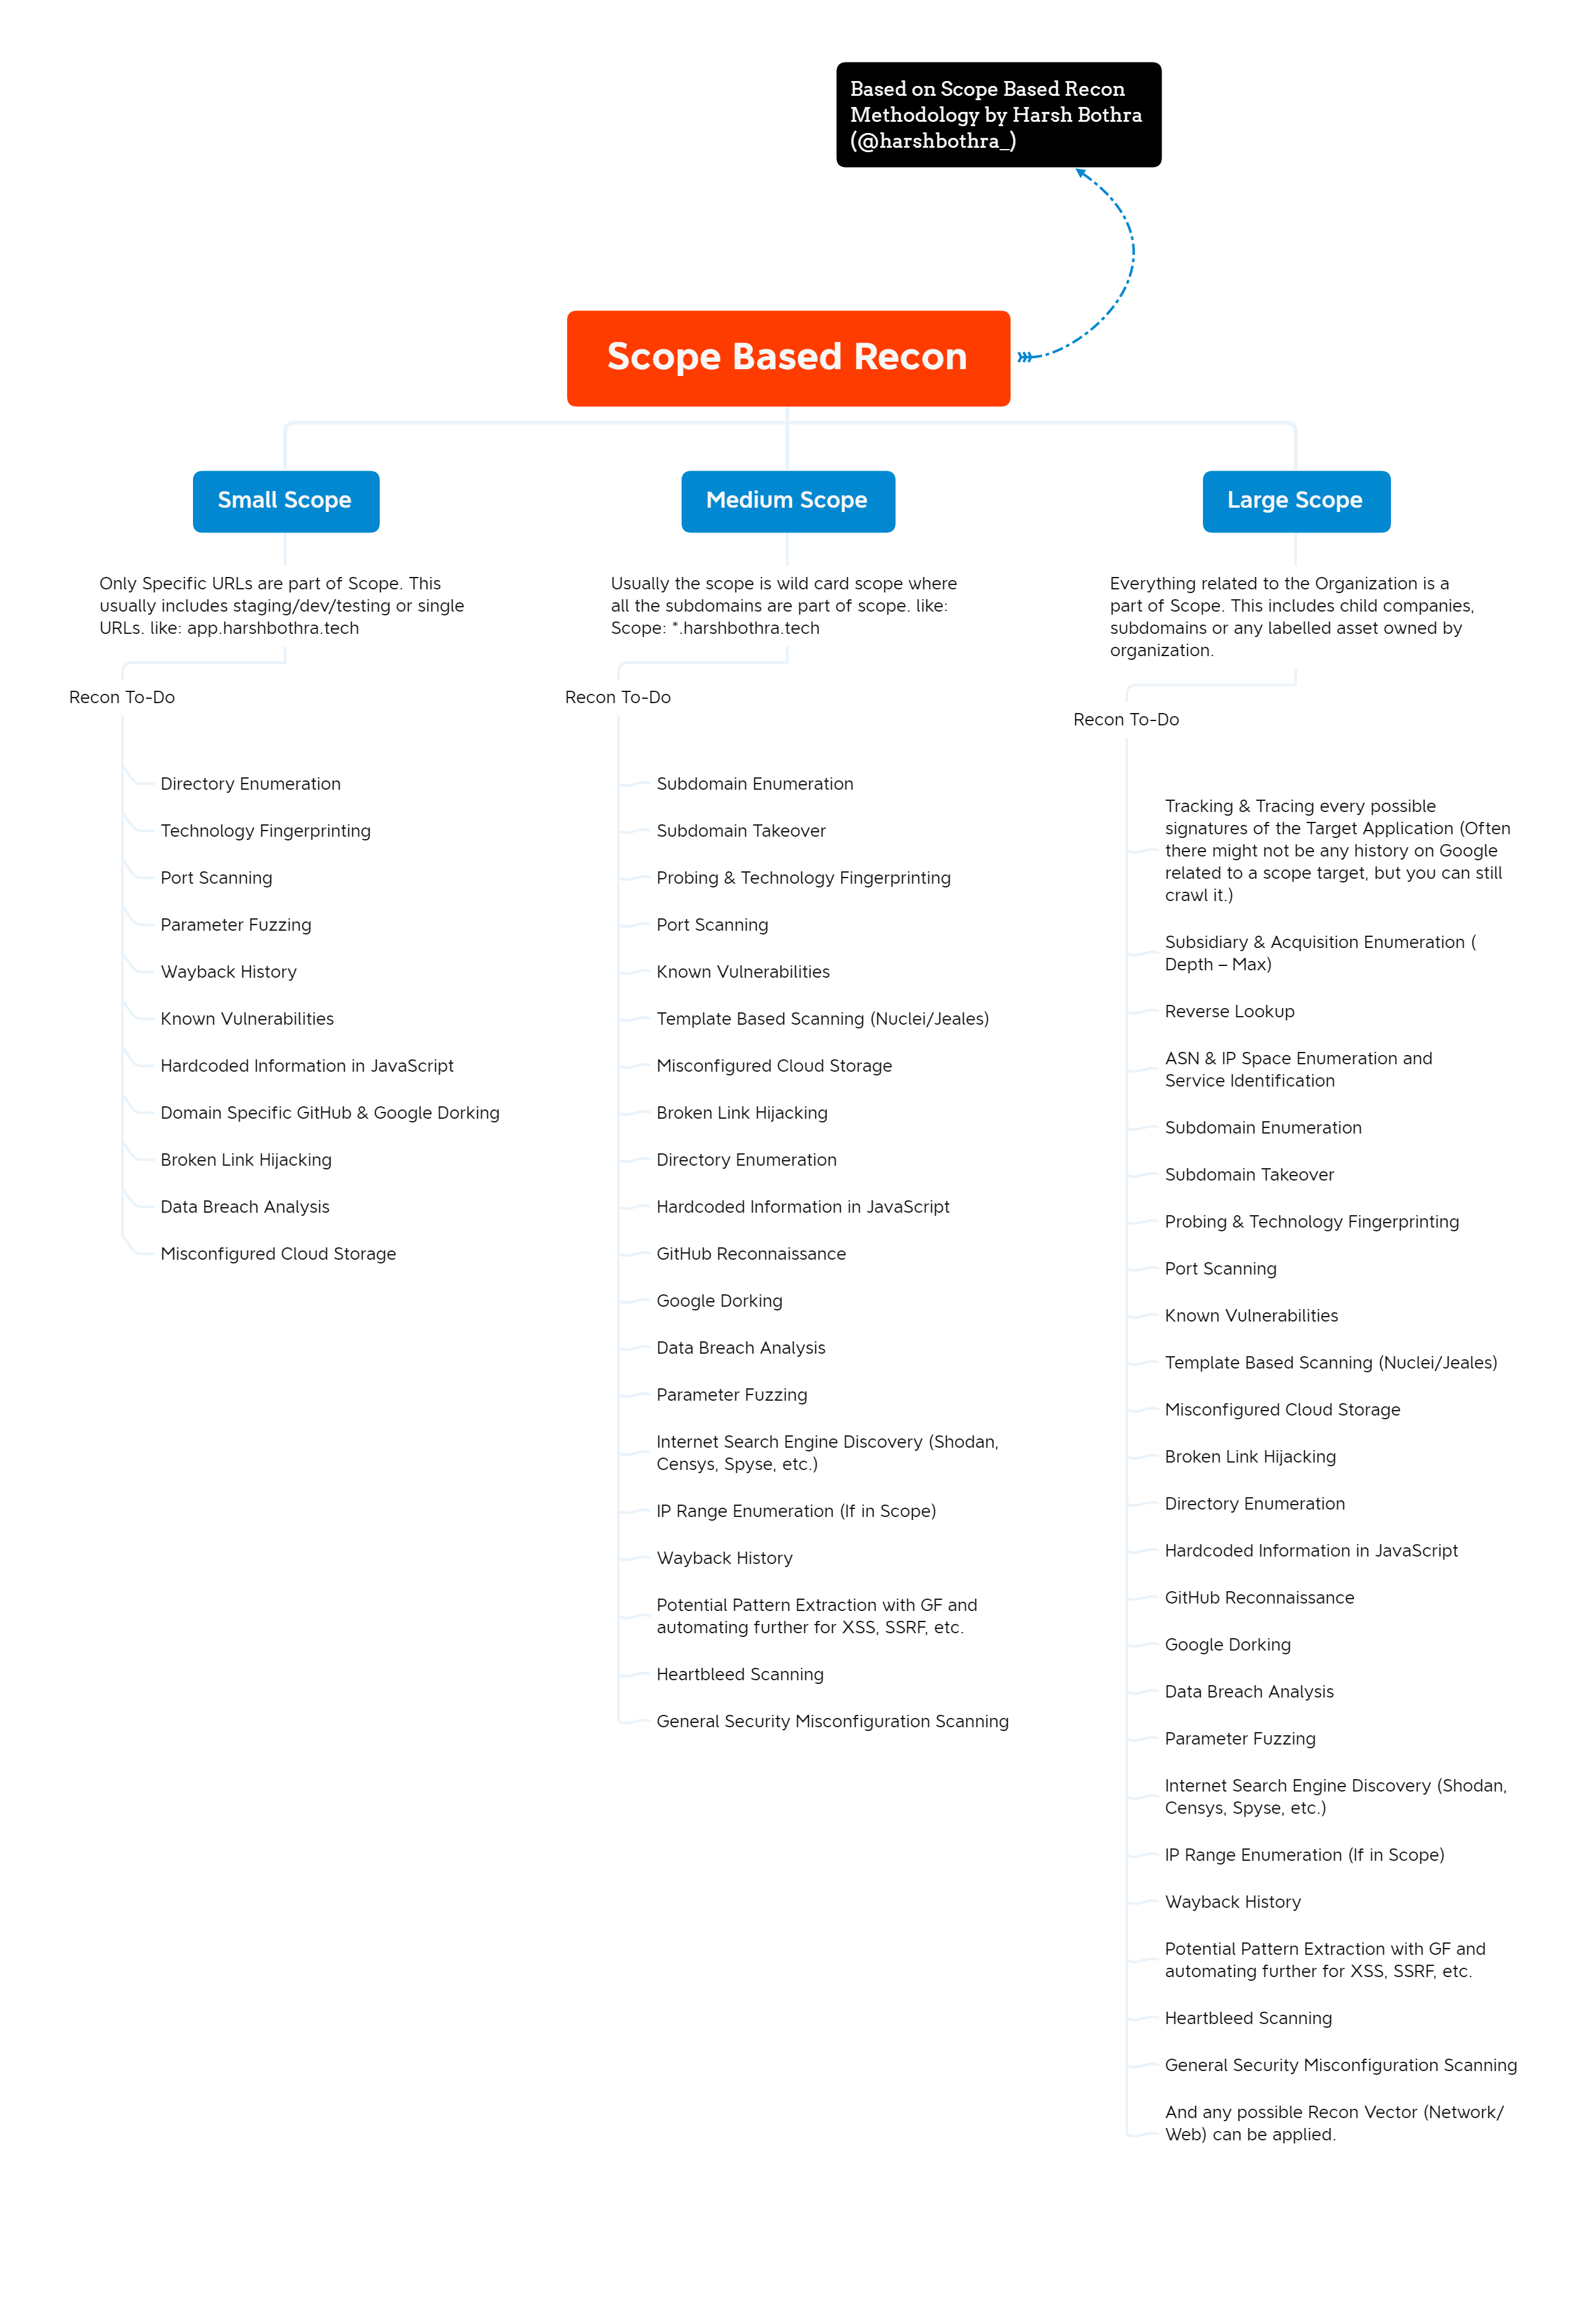 Based on Scope Based Recon
Methodology by Harsh Bothra
(@harshbothra_)
Scope Based Recon
Small Scope
Only Specific URLs are part of Scope. This
usually includes staging/dev/testing or single
URLs. like: app.harshbothra.tech
Recon To-Do
Directory Enumeration
Technology Fingerprinting
Port Scanning
Parameter Fuzzing
Wayback History
Known Vulnerabilities
Hardcoded Information in JavaScript
Domain Specific GitHub & Google Dorking
Broken Link Hijacking
Data Breach Analysis
Misconfigured Cloud Storage
Medium Scope
Usually the scope is wild card scope where
all the subdomains are part of scope. like:
Scope: *.harshbothra.tech
Recon To-Do
Subdomain Enumeration
Subdomain Takeover
Probing & Technology Fingerprinting
Port Scanning
Known Vulnerabilities
Template Based Scanning (Nuclei/Jeales)
Misconfigured Cloud Storage
Broken Link Hijacking
Directory Enumeration
Hardcoded Information in JavaScript
GitHub Reconnaissance
Google Dorking
Data Breach Analysis
Parameter Fuzzing
Internet Search Engine Discovery (Shodan,
Censys, Spyse, etc.)
IP Range Enumeration (If in Scope)
Wayback History
Potential Pattern Extraction with GF and
automating further for XSS, SSRF, etc.
Heartbleed Scanning
General Security Misconfiguration Scanning
Large Scope
Everything related to the Organization is a
part of Scope. This includes child companies,
subdomains or any labelled asset owned by
organization.
Recon To-Do
Tracking & Tracing every possible
signatures of the Target Application (Often
there might not be any history on Google
related to a scope target, but you can still
crawl it.)
Subsidiary & Acquisition Enumeration (
Depth – Max)
Reverse Lookup
ASN & IP Space Enumeration and
Service Identification
Subdomain Enumeration
Subdomain Takeover
Probing & Technology Fingerprinting
Port Scanning
Known Vulnerabilities
Template Based Scanning (Nuclei/Jeales)
Misconfigured Cloud Storage
Broken Link Hijacking
Directory Enumeration
Hardcoded Information in JavaScript
GitHub Reconnaissance
Google Dorking
Data Breach Analysis
Parameter Fuzzing
Internet Search Engine Discovery (Shodan,
Censys, Spyse, etc.)
IP Range Enumeration (If in Scope)
Wayback History
Potential Pattern Extraction with GF and
automating further for XSS, SSRF, etc.
Heartbleed Scanning
General Security Misconfiguration Scanning
And any possible Recon Vector (Network/
Web) can be applied.